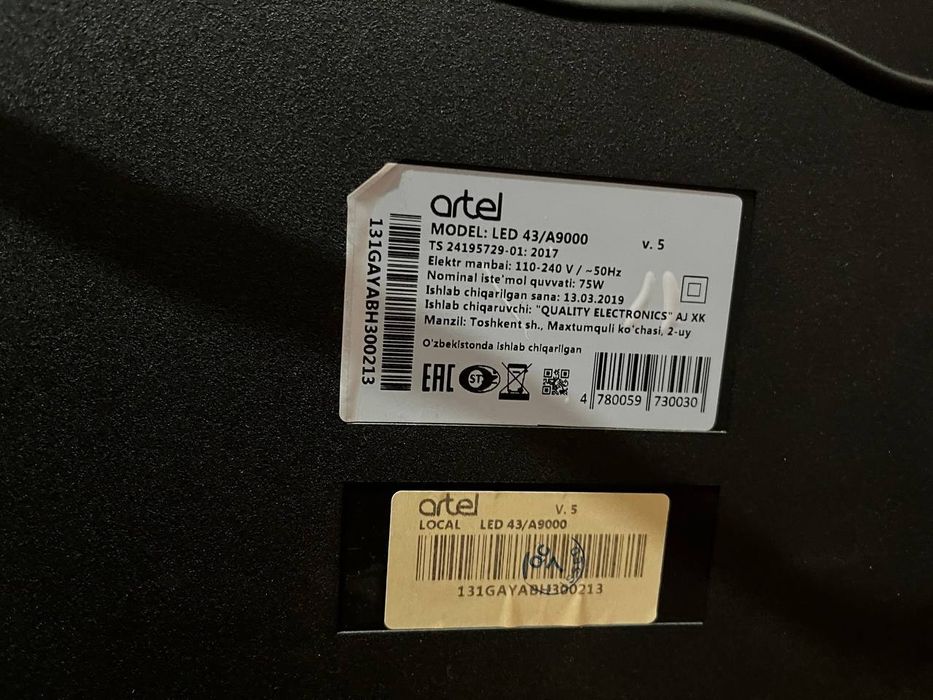 artel
MODEL: LED 43/A9000 v. 5
TS 24195729-01: 2017
Elektr manbai: 110-240 V / ~50Hz
Nominal iste'mol quvvati: 75W
Ishlab chiqarilgan sana: 13.03.2019
Ishlab chiqaruvchi: "QUALITY ELECTRONICS" AJ XK
Manzil: Toshkent sh., Maxtumquli ko'chasi, 2-uy
O'zbekistonda ishlab chiqarilgan
EAC
4 780059 730030
131GAYABH300213
artel V. 5
LOCAL LED 43/A9000
131GAYABH300213